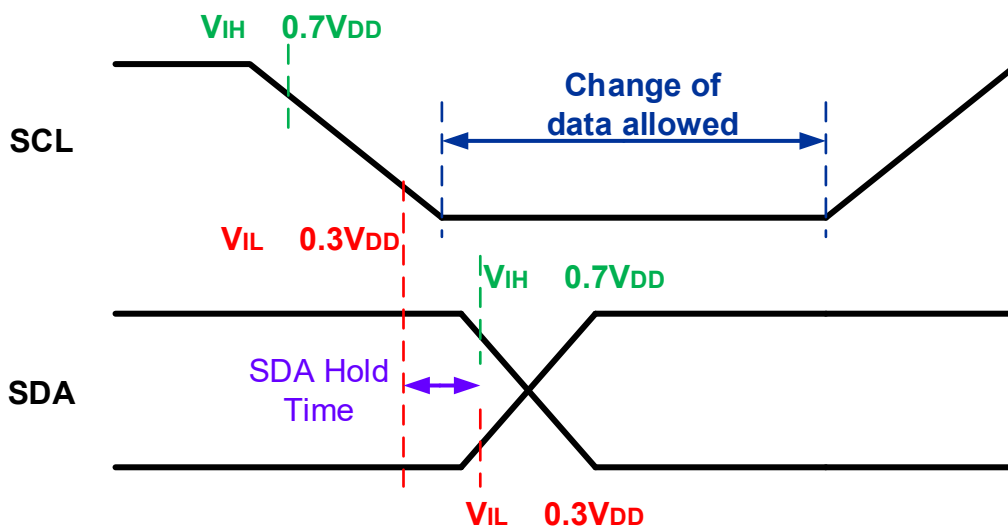 VIH 0.7VDD
Change of
data allowed
SCL
VIL 0.3VDD
VIH 0.7VDD
SDA Hold
Time
SDA
VIL 0.3VDD